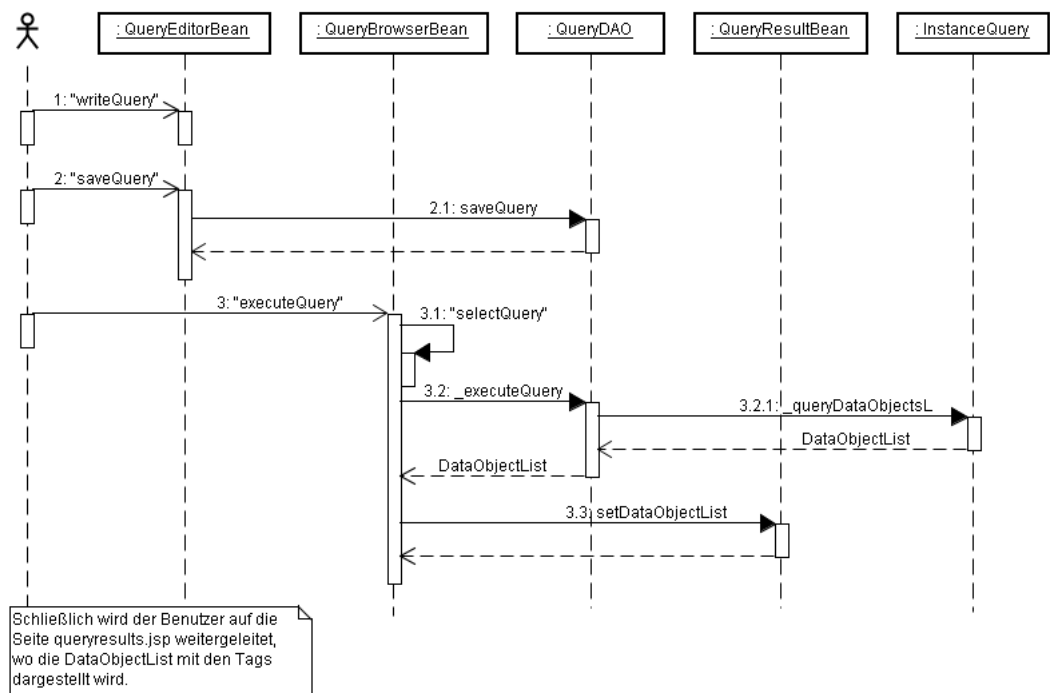 : QueryEditorBean
: QueryBrowserBean
: QueryDAO
: QueryResultBean
: InstanceQuery
1: "writeQuery"
2: "saveQuery"
2.1: saveQuery
3: "executeQuery"
3.1: "selectQuery"
3.2: _executeQuery
3.2.1: _queryDataObjectsL
DataObjectList
DataObjectList
3.3: setDataObjectList
Schließlich wird der Benutzer auf die
Seite queryresults.jsp weitergeleitet,
wo die DataObjectList mit den Tags
dargestellt wird.